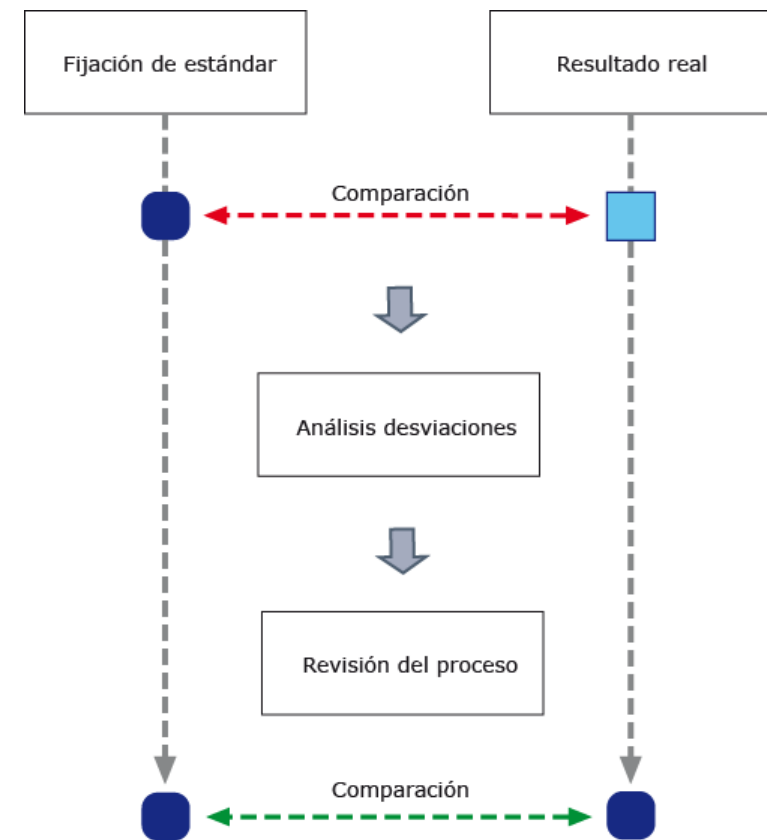 Fijación de estándar
Resultado real
Comparación
Análisis desviaciones
Revisión del proceso
Comparación